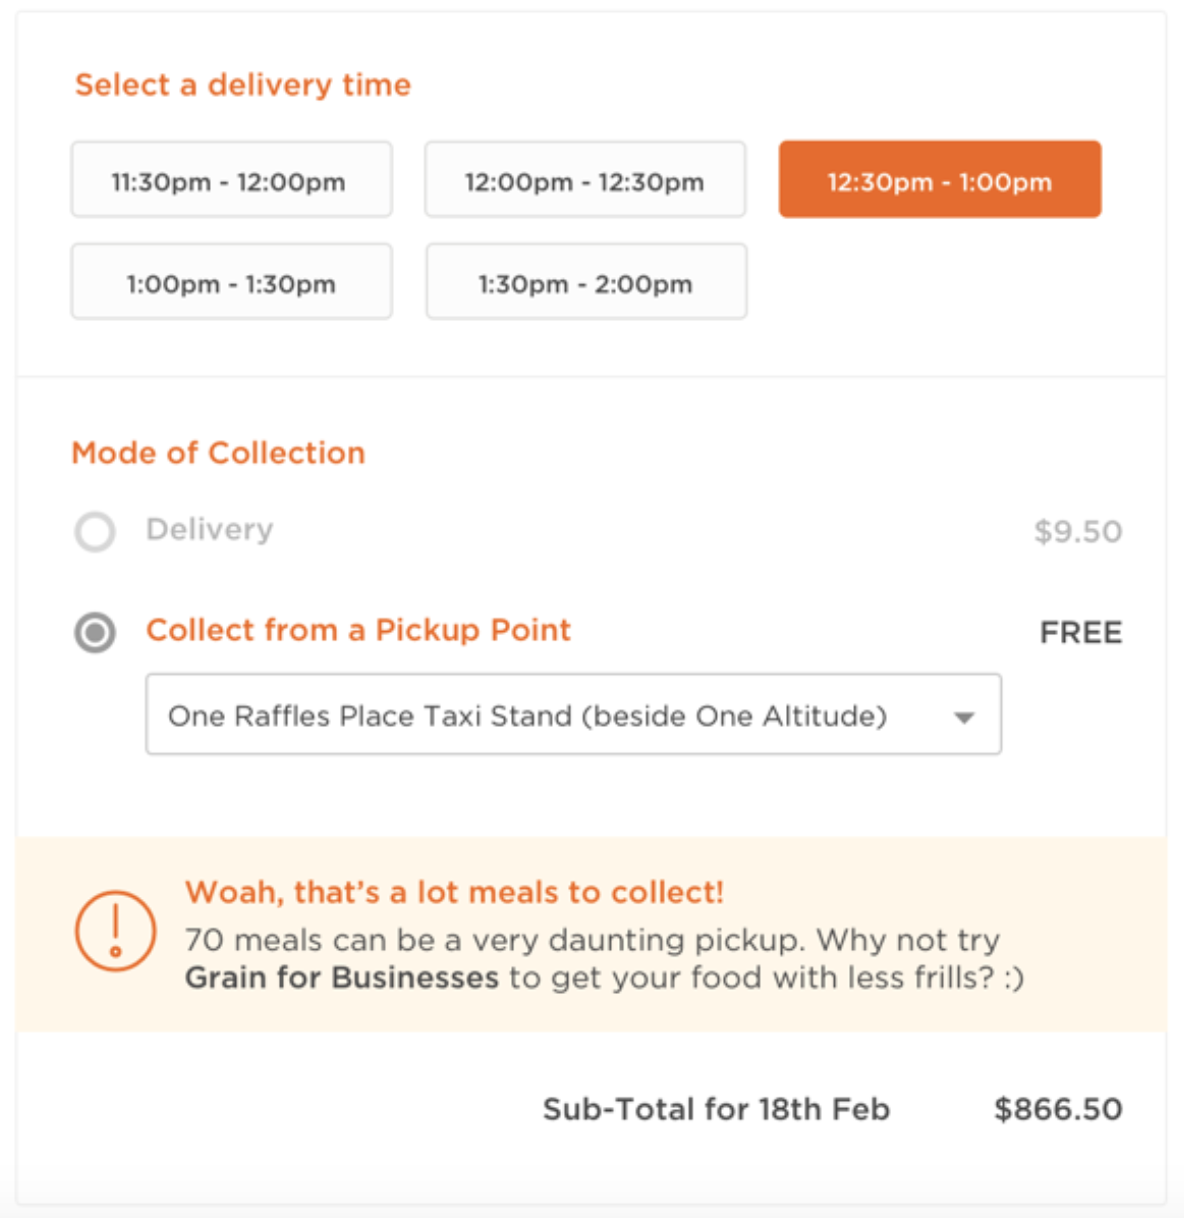 Select a delivery time
11:30pm - 12:00pm
12:00pm - 12:30pm
12:30pm - 1:00pm
1:00pm - 1:30pm
1:30pm - 2:00pm
Mode of Collection
Delivery
$9.50
Collect from a Pickup Point
FREE
One Raffles Place Taxi Stand (beside One Altitude)
Woah, that's a lot meals to collect!
70 meals can be a very daunting pickup. Why not try
Grain for Businesses to get your food with less frills? :)
Sub-Total for 18th Feb
$866.50